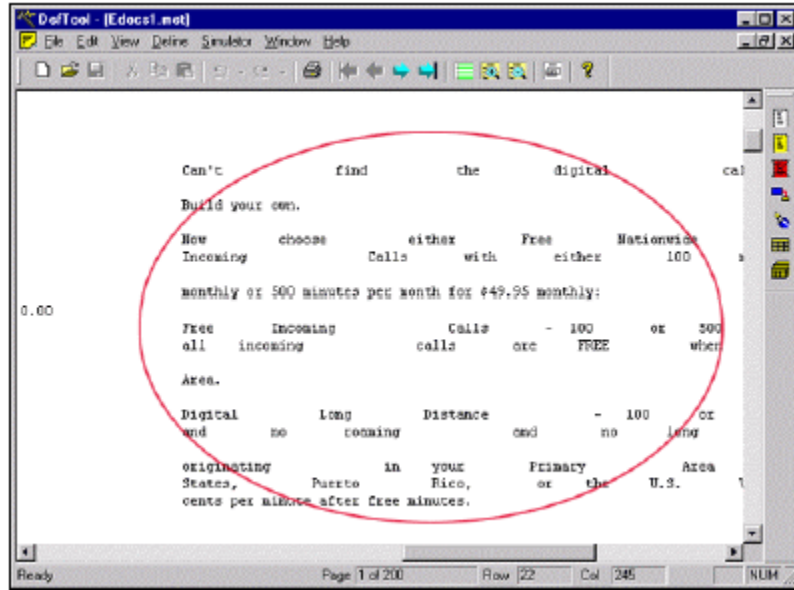 DefTool - [Edocs1.mst]
File Edit View Define Simulator Window Help
Can't find the digital cal
Build your own.
Now choose either Free Nationwide
Incoming Calls with either 100
monthly or 500 minutes per month for $49.95 monthly:
0.00
Free Incoming Calls - 100 or 500
all incoming calls are FREE when
Area.
Digital Long Distance - 100 or
and no roaming and no long
originating in your Primary Area
States, Puerto Rico, or the U.S.
cents per minute after free minutes.
Ready Page 1 of 200 Row 22 Col 245 NUM